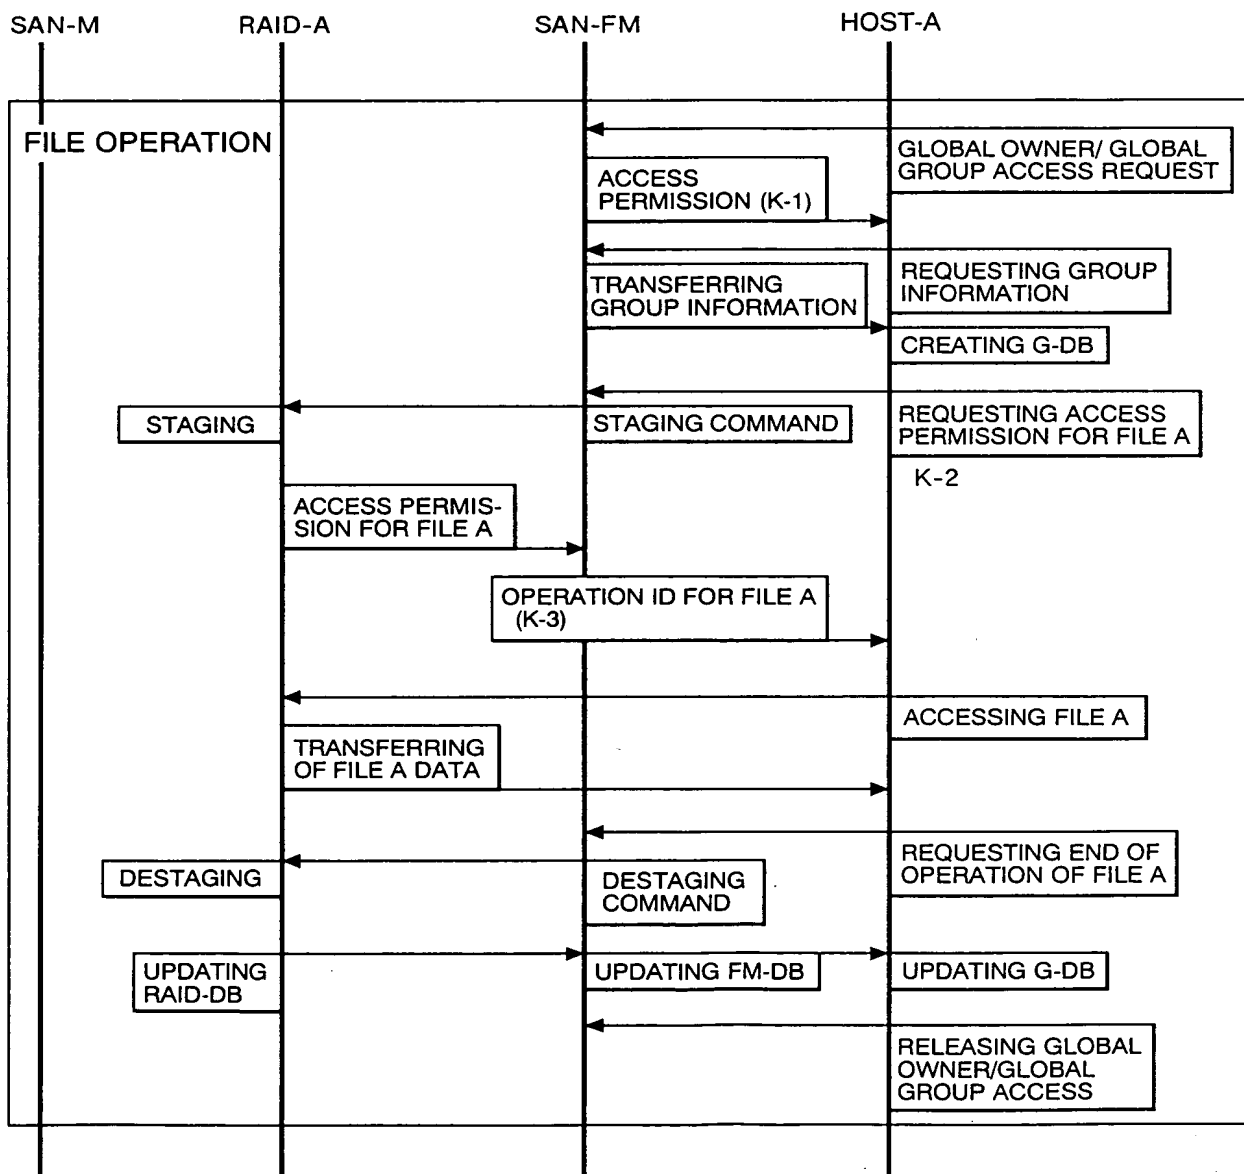 SAN-M RAID-A SAN-FM HOST-A
FILE OPERATION
GLOBAL OWNER/ GLOBAL
GROUP ACCESS REQUEST
ACCESS
PERMISSION (K-1)
REQUESTING GROUP
INFORMATION
TRANSFERRING
GROUP INFORMATION
CREATING G-DB
REQUESTING ACCESS
PERMISSION FOR FILE A
K-2
STAGING COMMAND
STAGING
ACCESS PERMIS-
SION FOR FILE A
OPERATION ID FOR FILE A
(K-3)
ACCESSING FILE A
TRANSFERRING
OF FILE A DATA
REQUESTING END OF
OPERATION OF FILE A
DESTAGING
COMMAND
DESTAGING
UPDATING
RAID-DB
UPDATING FM-DB
UPDATING G-DB
RELEASING GLOBAL
OWNER/GLOBAL
GROUP ACCESS